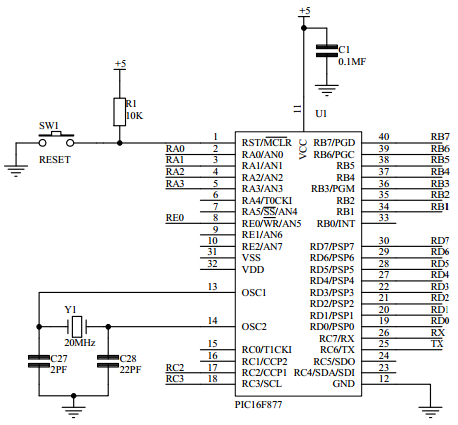 +5
C1
0.1MF
+5
R1
10K
11
U1
SW1
RESET
VCC
1 RST/MCLR RB7/PGD 40 RB7
RA0 2 RA0/AN0 RB6/PGC 39 RB6
RA1 3 RA1/AN1 RB5 38 RB5
RA2 4 RA2/AN2 RB4 37 RB4
RA3 5 RA3/AN3 RB3/PGM 36 RB3
6 RA4/T0CKI RB2 35 RB2
7 RA5/SS/AN4 RB1 34 RB1
RE0 8 RE0/WR/AN5 RB0/INT 33
9 RE1/AN6
10 RE2/AN7 RD7/PSP7 30 RD7
31 VSS RD6/PSP6 29 RD6
32 VDD RD5/PSP5 28 RD5
RD4/PSP4 27 RD4
13 OSC1 RD3/PSP3 22 RD3
RD2/PSP2 21 RD2
RD1/PSP1 20 RD1
14 OSC2 RD0/PSP0 19 RD0
RC7/RX 26 RX
15 RC0/T1CKI RC6/TX 25 TX
16 RC1/CCP2 RC5/SDO 24
RC2 17 RC2/CCP1 RC4/SDA/SDI 23
RC3 18 RC3/SCL GND 12
PIC16F877
Y1
20MHz
C27
2PF
C28
22PF